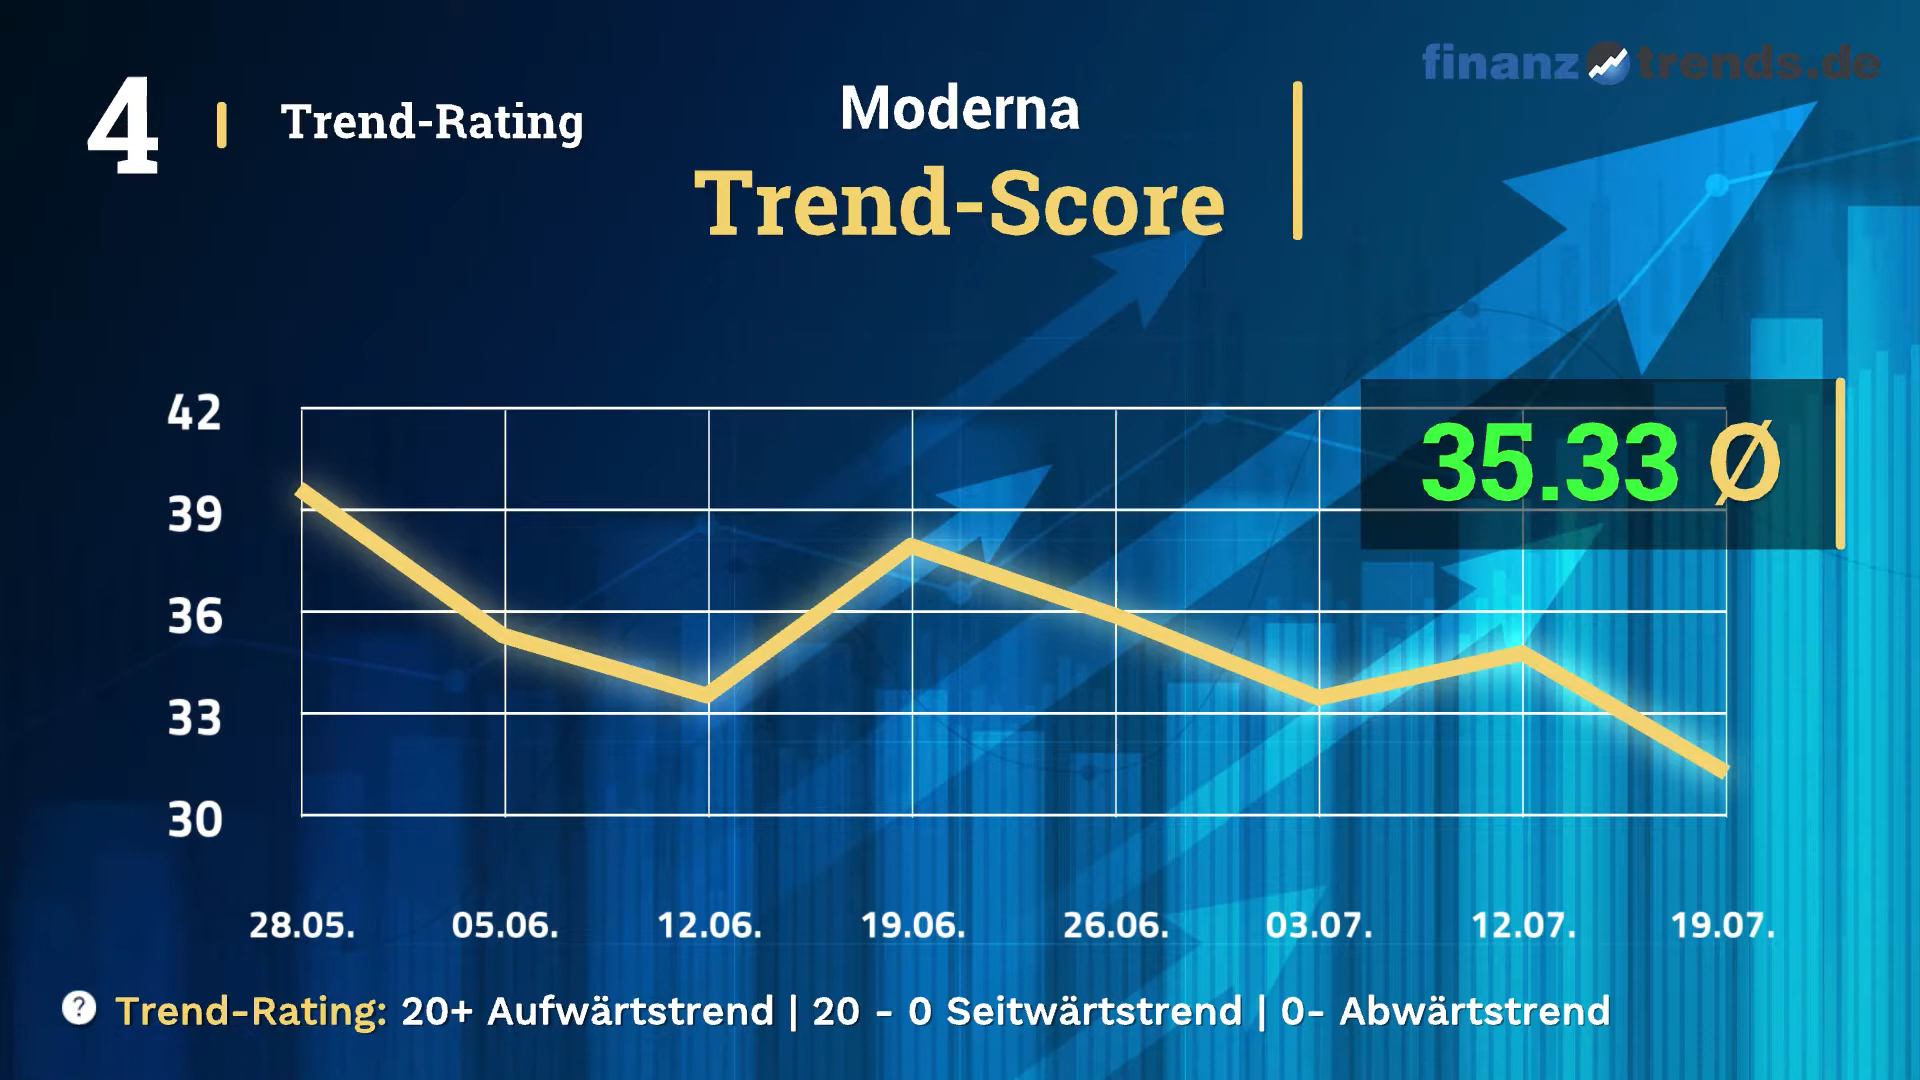 finanztrends.de
4 Trend-Rating
Moderna
Trend-Score
35.33 Ø
42
39
36
33
30
28.05. 05.06. 12.06. 19.06. 26.06. 03.07. 12.07. 19.07.
? Trend-Rating: 20+ Aufwärtstrend | 20 - 0 Seitwärtstrend | 0- Abwärtstrend